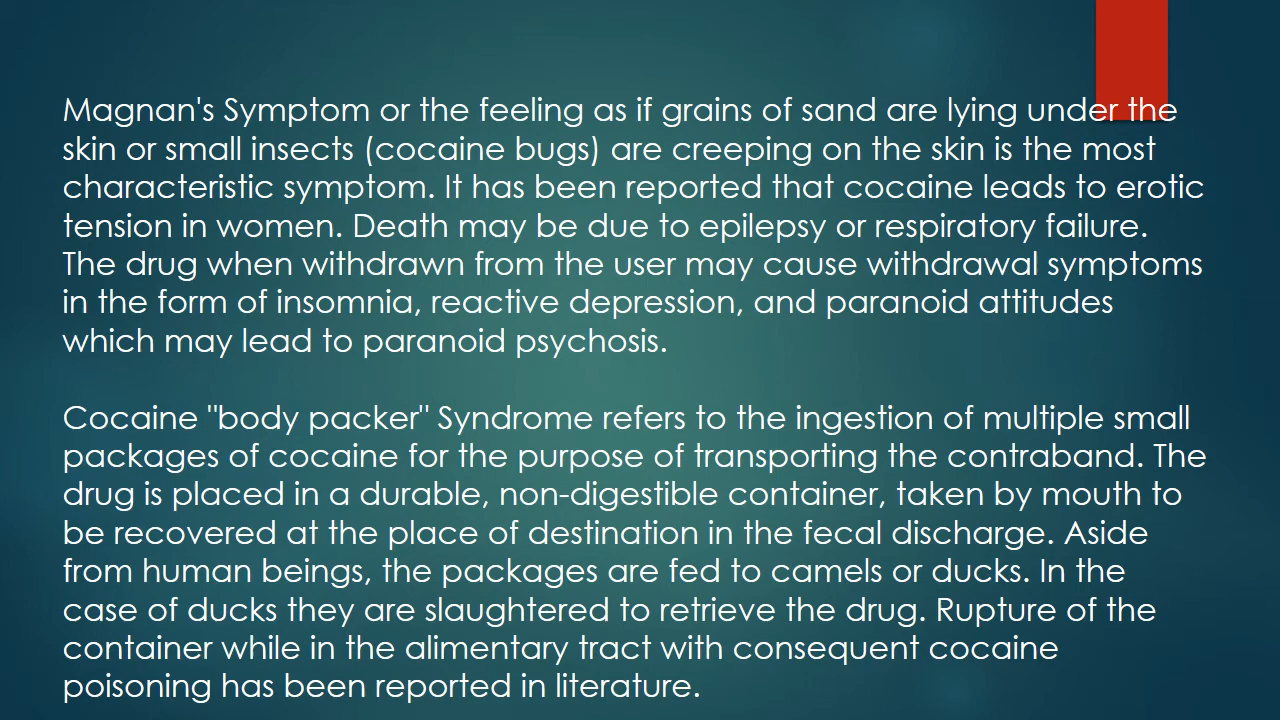 Magnan's Symptom or the feeling as if grains of sand are lying under the
skin or small insects (cocaine bugs) are creeping on the skin is the most
characteristic symptom. It has been reported that cocaine leads to erotic
tension in women. Death may be due to epilepsy or respiratory failure.
The drug when withdrawn from the user may cause withdrawal symptoms
in the form of insomnia, reactive depression, and paranoid attitudes
which may lead to paranoid psychosis.
Cocaine "body packer" Syndrome refers to the ingestion of multiple small
packages of cocaine for the purpose of transporting the contraband. The
drug is placed in a durable, non-digestible container, taken by mouth to
be recovered at the place of destination in the fecal discharge. Aside
from human beings, the packages are fed to camels or ducks. In the
case of ducks they are slaughtered to retrieve the drug. Rupture of the
container while in the alimentary tract with consequent cocaine
poisoning has been reported in literature.